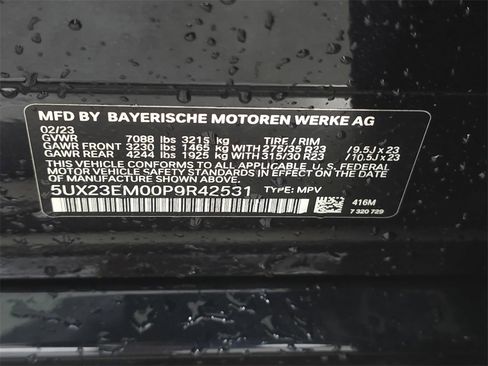 MFD BY BAYERISCHE MOTOREN WERKE AG
02/23
GVWR 7088 lbs 3215 kg TIRE / RIM
GAWR FRONT 3230 lbs 1465 kg WITH 275/35 R23 / 9.5J x 23
GAWR REAR 4244 lbs 1925 kg WITH 315/30 R23 / 10.5J x 23
THIS VEHICLE CONFORMS TO ALL APPLICABLE U.S. FEDERAL
MOTOR VEHICLE SAFETY STANDARDS IN EFFECT ON THE DATE OF
MANUFACTURE SHOWN ABOVE.
5UX23EM00P9R42531 TYPE: MPV
416M
7 320 729